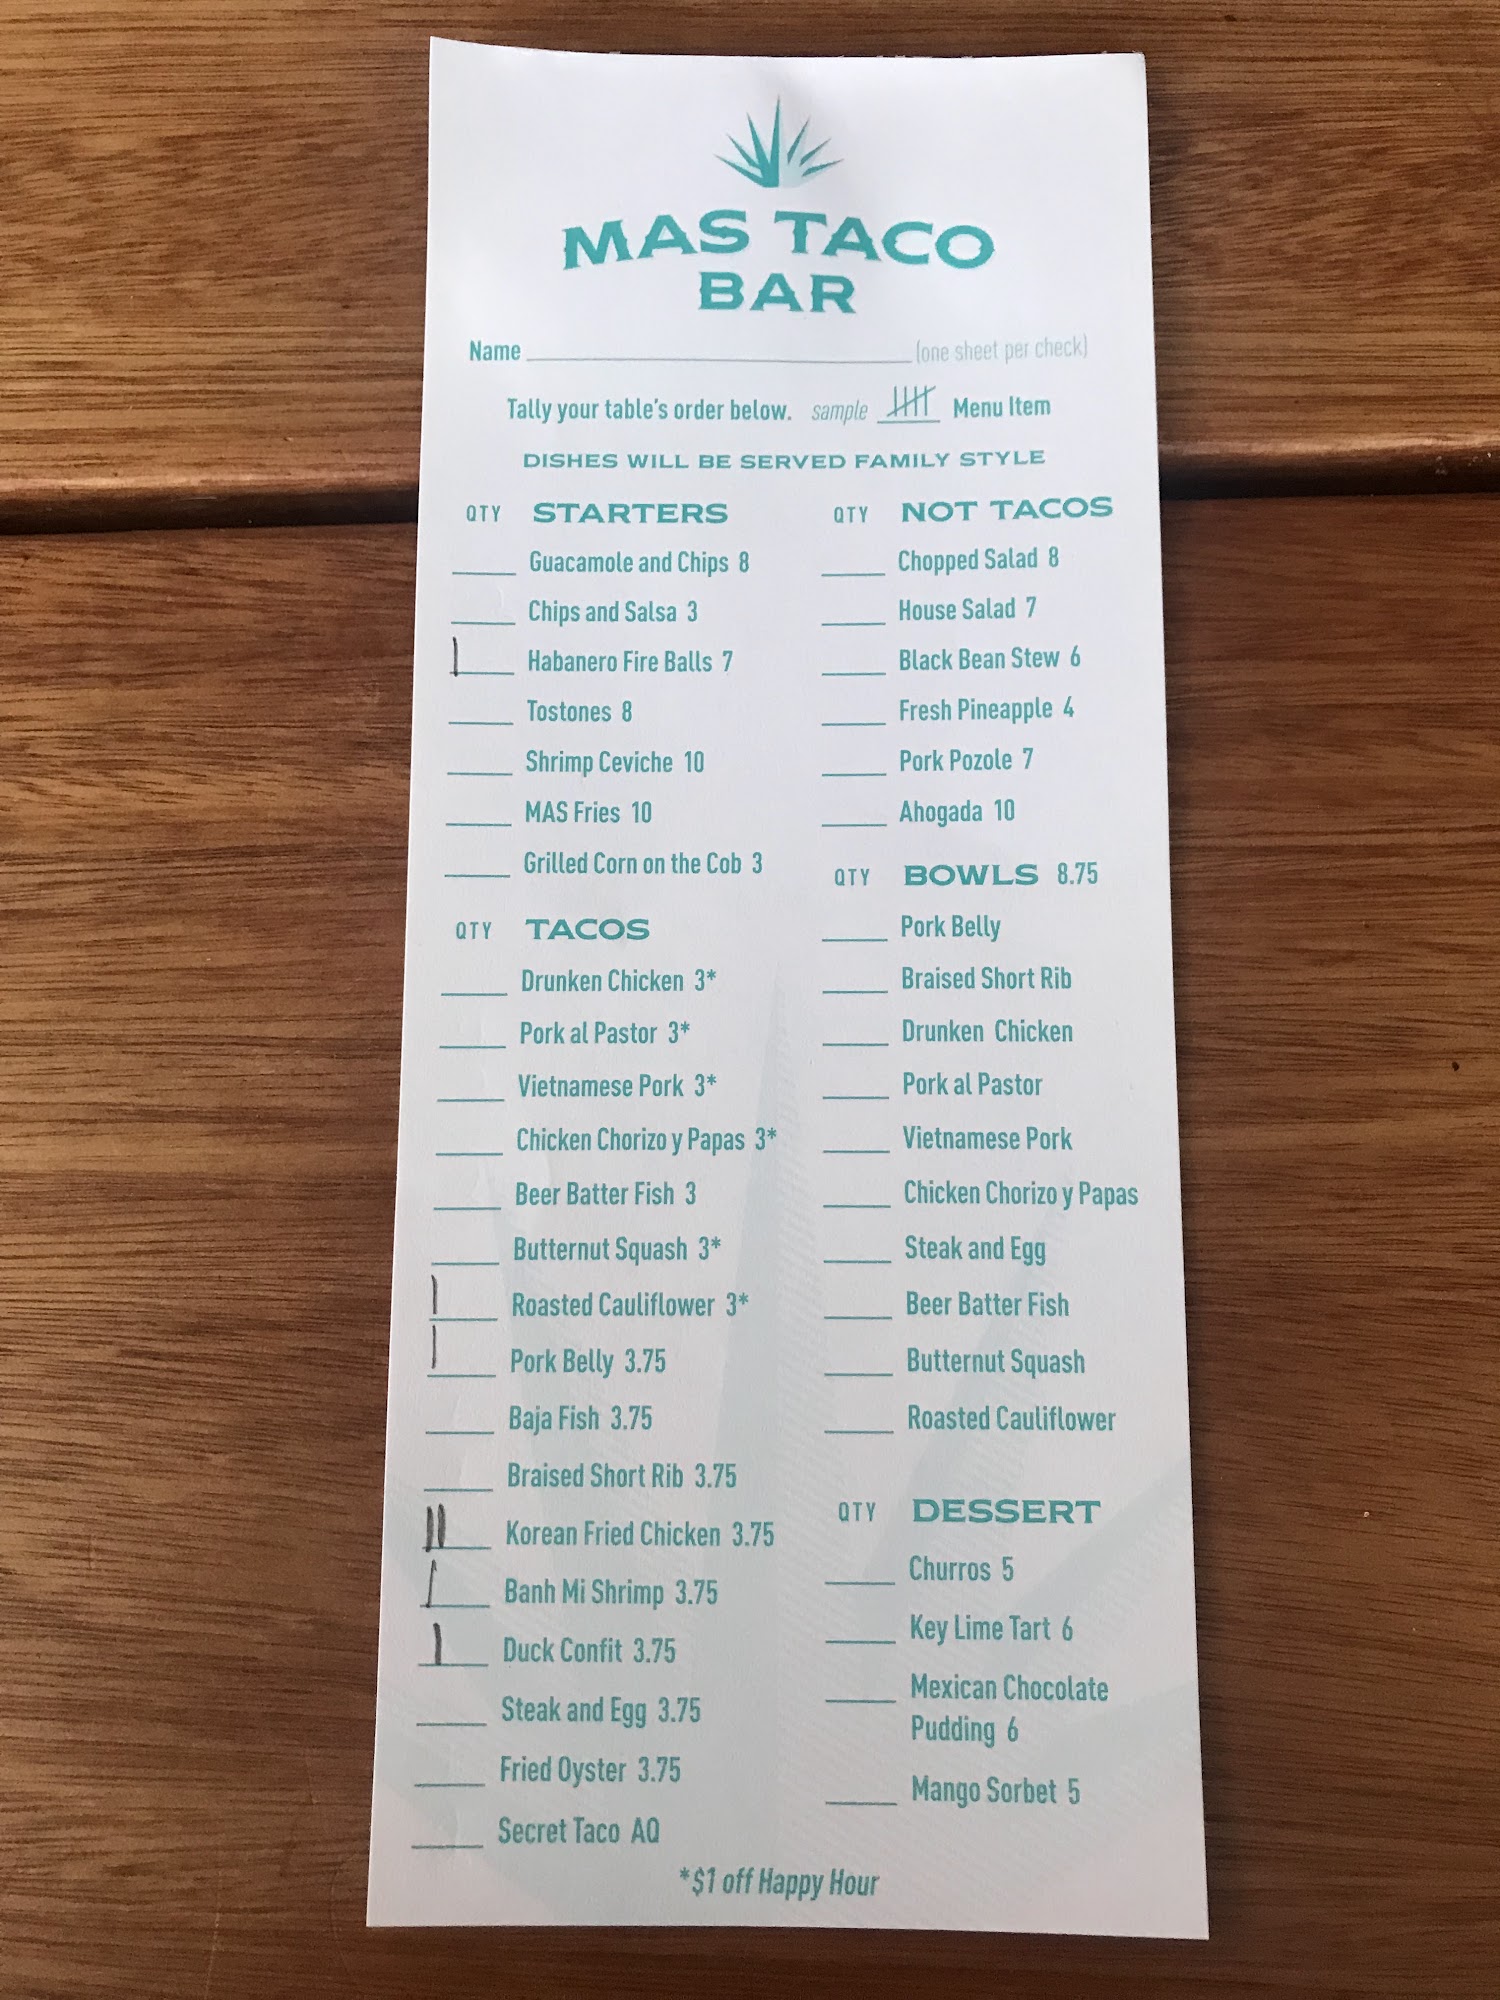 MAS TACO
BAR
Name (one sheet per check)
Tally your table's order below. sample Menu Item
DISHES WILL BE SERVED FAMILY STYLE
QTY STARTERS
Guacamole and Chips 8
Chips and Salsa 3
Habanero Fire Balls 7
Tostones 8
Shrimp Ceviche 10
MAS Fries 10
Grilled Corn on the Cob 3
QTY TACOS
Drunken Chicken 3*
Pork al Pastor 3*
Vietnamese Pork 3*
Chicken Chorizo y Papas 3*
Beer Batter Fish 3
Butternut Squash 3*
Roasted Cauliflower 3*
Pork Belly 3.75
Baja Fish 3.75
Braised Short Rib 3.75
Korean Fried Chicken 3.75
Banh Mi Shrimp 3.75
Duck Confit 3.75
Steak and Egg 3.75
Fried Oyster 3.75
Secret Taco AQ
QTY NOT TACOS
Chopped Salad 8
House Salad 7
Black Bean Stew 6
Fresh Pineapple 4
Pork Pozole 7
Ahogada 10
QTY BOWLS 8.75
Pork Belly
Braised Short Rib
Drunken Chicken
Pork al Pastor
Vietnamese Pork
Chicken Chorizo y Papas
Steak and Egg
Beer Batter Fish
Butternut Squash
Roasted Cauliflower
QTY DESSERT
Churros 5
Key Lime Tart 6
Mexican Chocolate
Pudding 6
Mango Sorbet 5
*$1 off Happy Hour